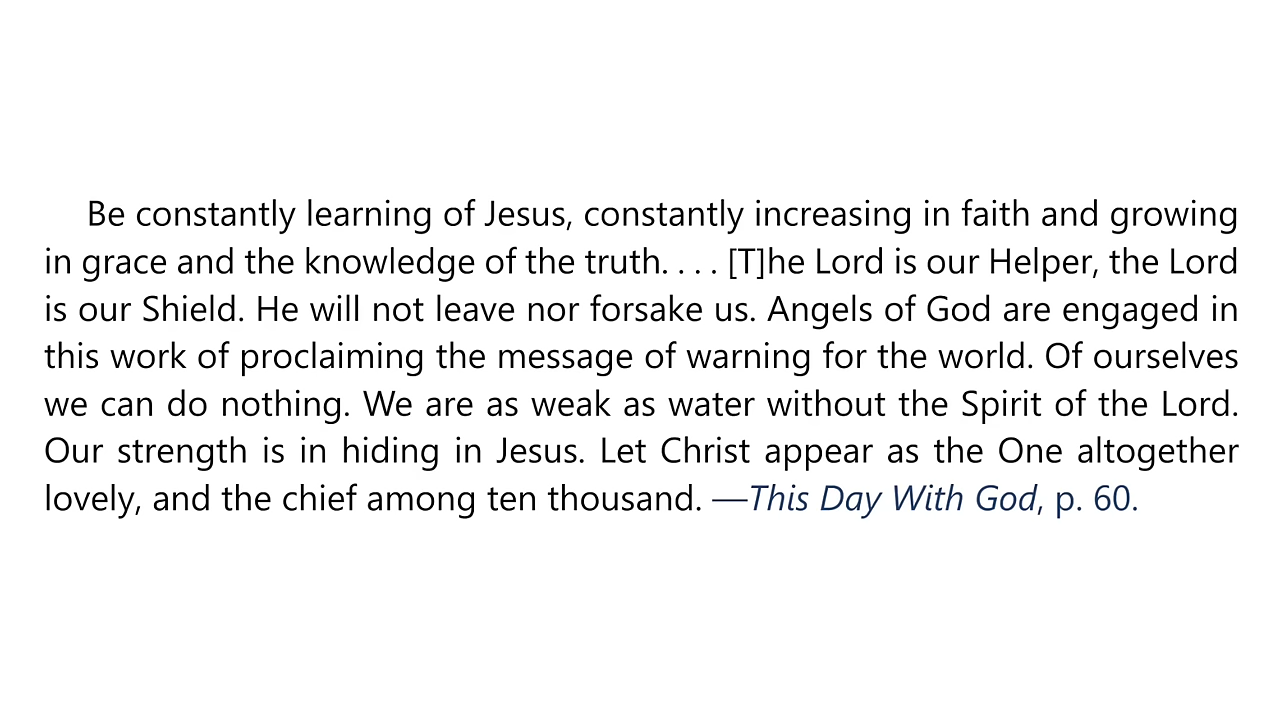 Be constantly learning of Jesus, constantly increasing in faith and growing
in grace and the knowledge of the truth. . . . [T]he Lord is our Helper, the Lord
is our Shield. He will not leave nor forsake us. Angels of God are engaged in
this work of proclaiming the message of warning for the world. Of ourselves
we can do nothing. We are as weak as water without the Spirit of the Lord.
Our strength is in hiding in Jesus. Let Christ appear as the One altogether
lovely, and the chief among ten thousand. —This Day With God, p. 60.